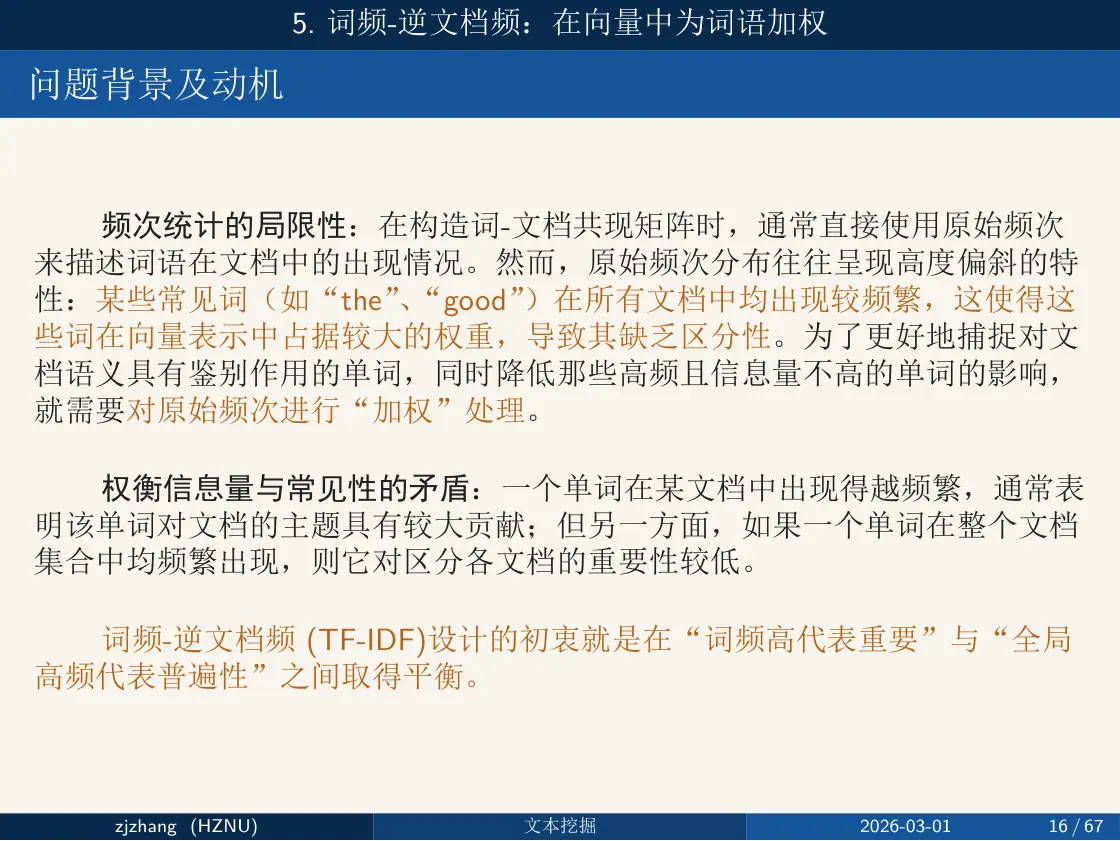 5. 词频-逆文档频：在向量中为词语加权
问题背景及动机
频次统计的局限性：在构造词-文档共现矩阵时，通常直接使用原始频次
来描述词语在文档中的出现情况。然而，原始频次分布往往呈现高度偏斜的特
性：某些常见词（如“the”、“good”）在所有文档中均出现较频繁，这使得这
些词在向量表示中占据较大的权重，导致其缺乏区分性。为了更好地捕捉对文
档语义具有鉴别作用的单词，同时降低那些高频且信息量不高的单词的影响，
就需要对原始频次进行“加权”处理。
权衡信息量与常见性的矛盾：一个单词在某文档中出现得越频繁，通常表
明该单词对文档的主题具有较大贡献；但另一方面，如果一个单词在整个文档
集合中均频繁出现，则它对区分各文档的重要性较低。
词频-逆文档频 (TF-IDF)设计的初衷就是在“词频高代表重要”与“全局
高频代表普遍性”之间取得平衡。
zjzhang (HZNU) 文本挖掘 2026-03-01 16 / 67